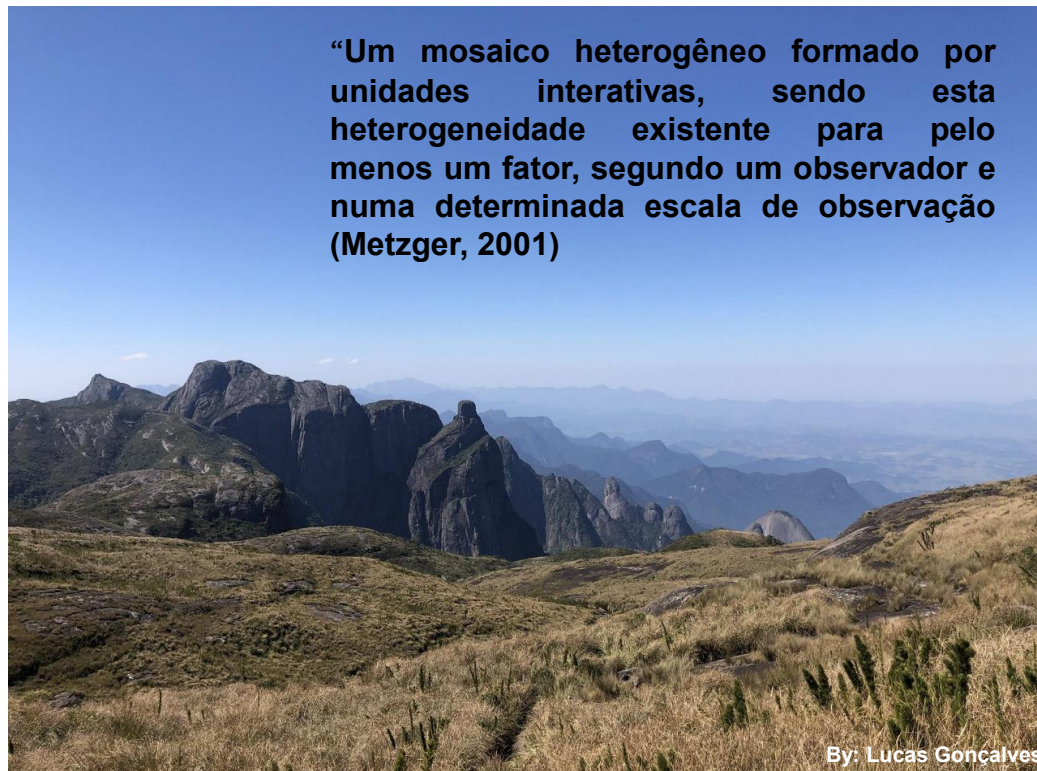 “Um mosaico heterogêneo formado por
unidades interativas, sendo esta
heterogeneidade existente para pelo
menos um fator, segundo um observador e
numa determinada escala de observação
(Metzger, 2001)
By: Lucas Gonçalves